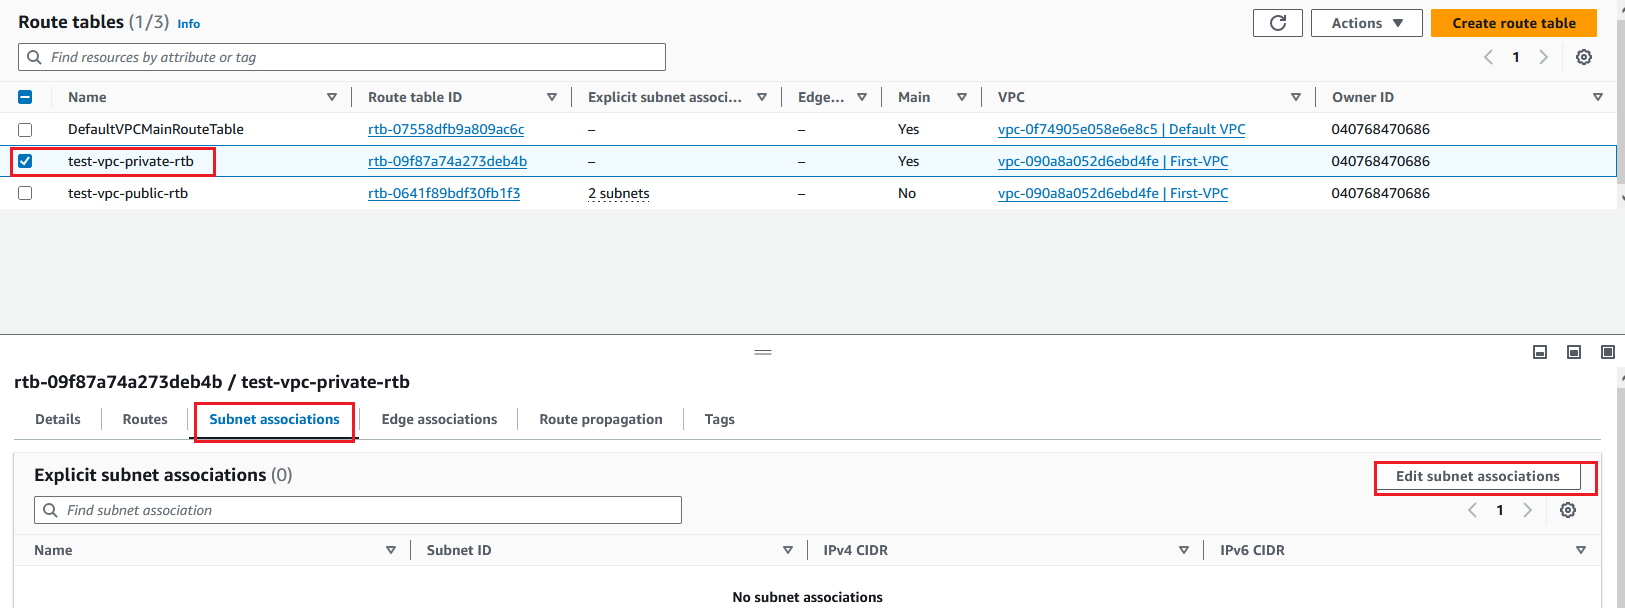 Route tables (1/3) Info
Actions
Create route table
Find resources by attribute or tag
1
Name Route table ID Explicit subnet associ... Edge... Main VPC Owner ID
DefaultVPCMainRouteTable rtb-07558dfb9a809ac6c – – Yes vpc-0f74905e058e6e8c5 | Default VPC 040768470686
test-vpc-private-rtb rtb-09f87a74a273deb4b – – Yes vpc-090a8a052d6ebd4fe | First-VPC 040768470686
test-vpc-public-rtb rtb-0641f89bdf30fb1f3 2 subnets – No vpc-090a8a052d6ebd4fe | First-VPC 040768470686
rtb-09f87a74a273deb4b / test-vpc-private-rtb
Details Routes Subnet associations Edge associations Route propagation Tags
Explicit subnet associations (0)
Edit subnet associations
Find subnet association
1
Name Subnet ID IPv4 CIDR IPv6 CIDR
No subnet associations